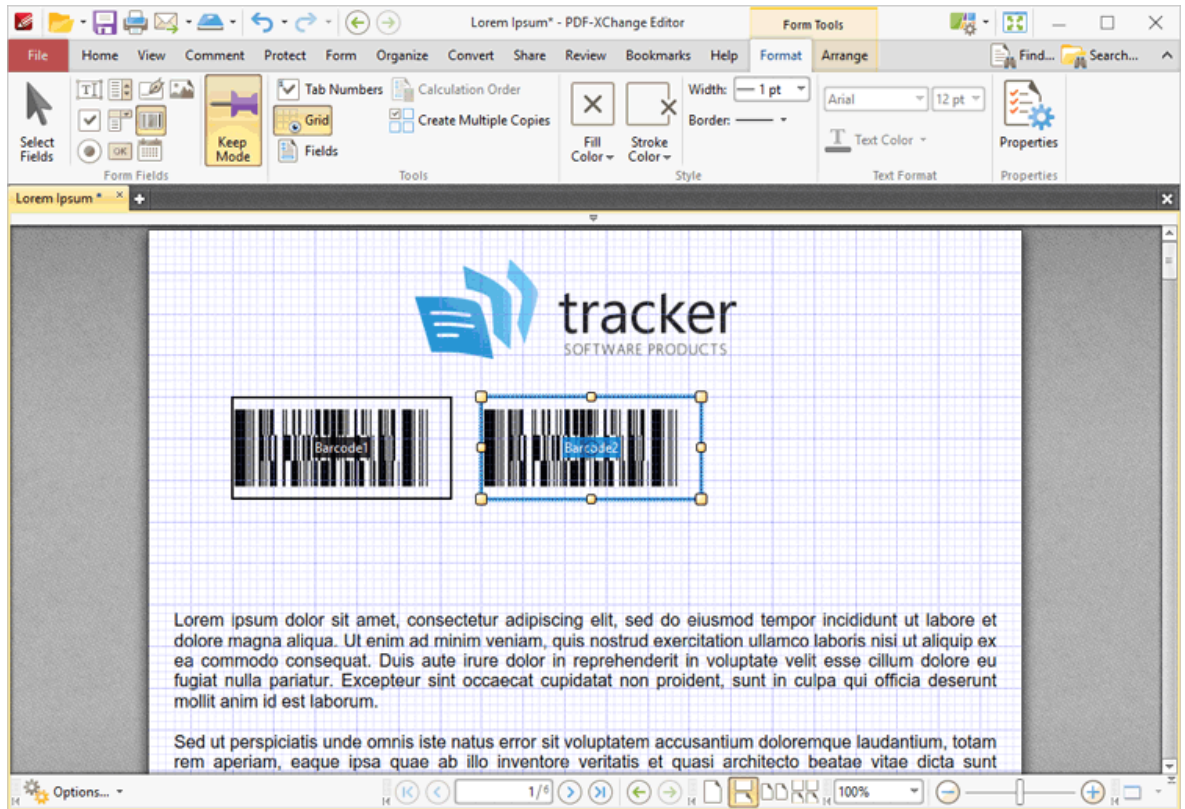 Lorem Ipsum* - PDF-XChange Editor
Form Tools
File Home View Comment Protect Form Organize Convert Share Review Bookmarks Help Format Arrange Find... Search...
Select Fields
OK
Form Fields
Keep Mode
Tab Numbers
Grid
Fields
Calculation Order
Create Multiple Copies
Tools
Fill Color
Stroke Color
Width: 1 pt
Border:
Style
Arial 12 pt
T Text Color
Text Format
Properties
Properties
Lorem Ipsum *
tracker
SOFTWARE PRODUCTS
Barcode1 Barcode2
Lorem ipsum dolor sit amet, consectetur adipiscing elit, sed do eiusmod tempor incididunt ut labore et
dolore magna aliqua. Ut enim ad minim veniam, quis nostrud exercitation ullamco laboris nisi ut aliquip ex
ea commodo consequat. Duis aute irure dolor in reprehenderit in voluptate velit esse cillum dolore eu
fugiat nulla pariatur. Excepteur sint occaecat cupidatat non proident, sunt in culpa qui officia deserunt
mollit anim id est laborum.
Sed ut perspiciatis unde omnis iste natus error sit voluptatem accusantium doloremque laudantium, totam
rem aperiam, eaque ipsa quae ab illo inventore veritatis et quasi architecto beatae vitae dicta sunt
Options... 1/6 100%